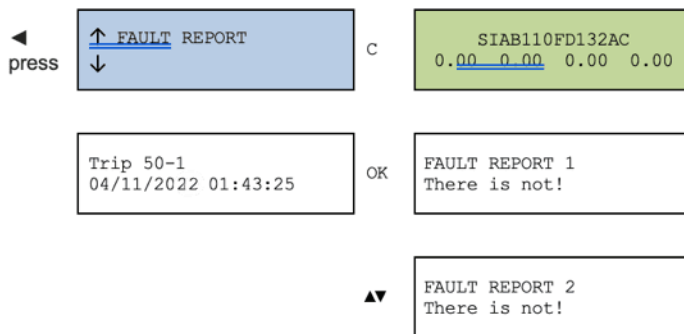 ◀
press
↑ FAULT REPORT
↓
C
SIAB110FD132AC
0.00 0.00 0.00 0.00
Trip 50-1
04/11/2022 01:43:25
OK
FAULT REPORT 1
There is not!
▲▼
FAULT REPORT 2
There is not!